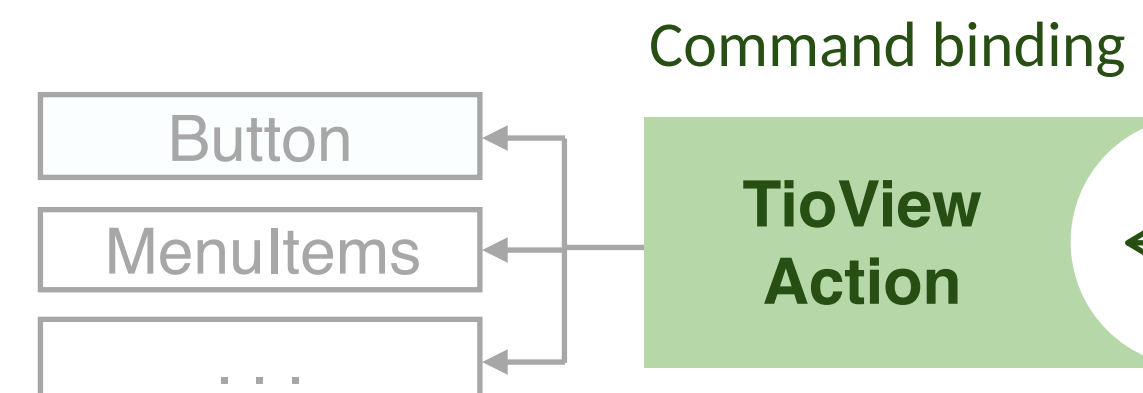 Command binding
Button
MenuItems
. . .
TioView
Action